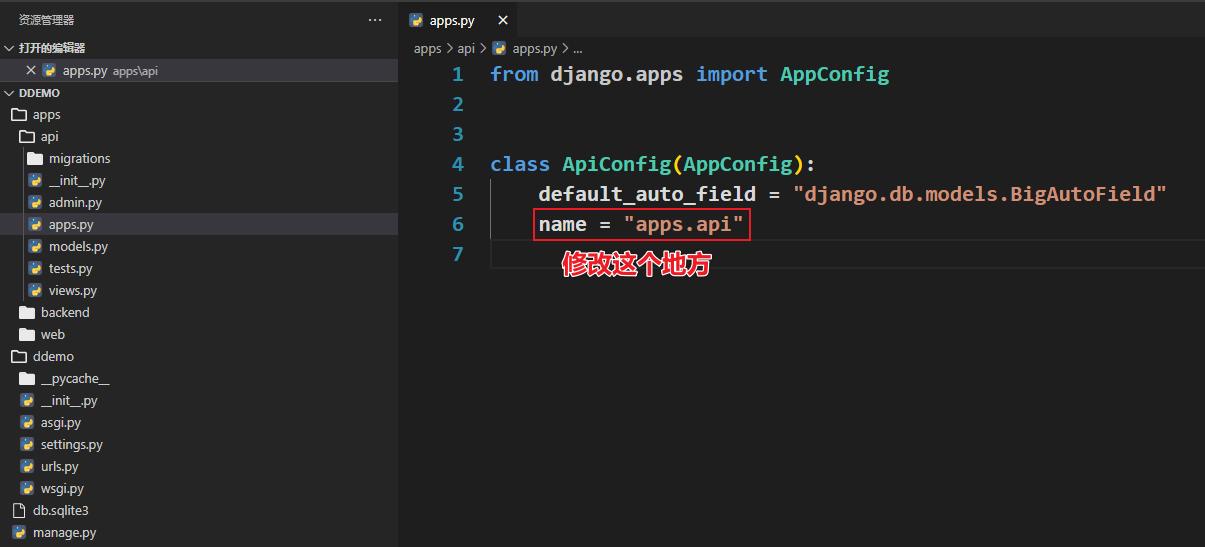 资源管理器
打开的编辑器
apps.py apps\api
DDEMO
apps
api
migrations
__init__.py
admin.py
apps.py
models.py
tests.py
views.py
backend
web
ddemo
__pycache__
__init__.py
asgi.py
settings.py
urls.py
wsgi.py
db.sqlite3
manage.py
apps.py
apps > api > apps.py > ...
1 from django.apps import AppConfig
2
3
4 class ApiConfig(AppConfig):
5     default_auto_field = "django.db.models.BigAutoField"
6     name = "apps.api"
7
修改这个地方